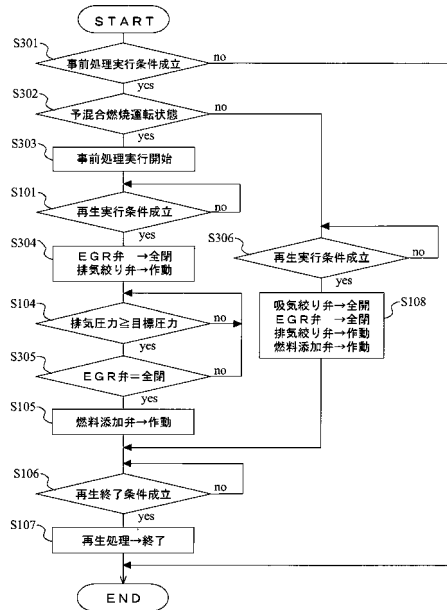 START
S301
事前処理実行条件成立
no
yes
S302
予混合燃焼運転状態
no
yes
S303
事前処理実行開始
S101
再生実行条件成立
no
yes
S304
EGR弁 →全閉
排気絞り弁→作動
S306
再生実行条件成立
no
yes
S108
吸気絞り弁→全開
EGR弁 →全閉
排気絞り弁→作動
燃料添加弁→作動
S104
排気圧力≧目標圧力
no
yes
S305
EGR弁=全閉
no
yes
S105
燃料添加弁→作動
S106
再生終了条件成立
no
yes
S107
再生処理→終了
END